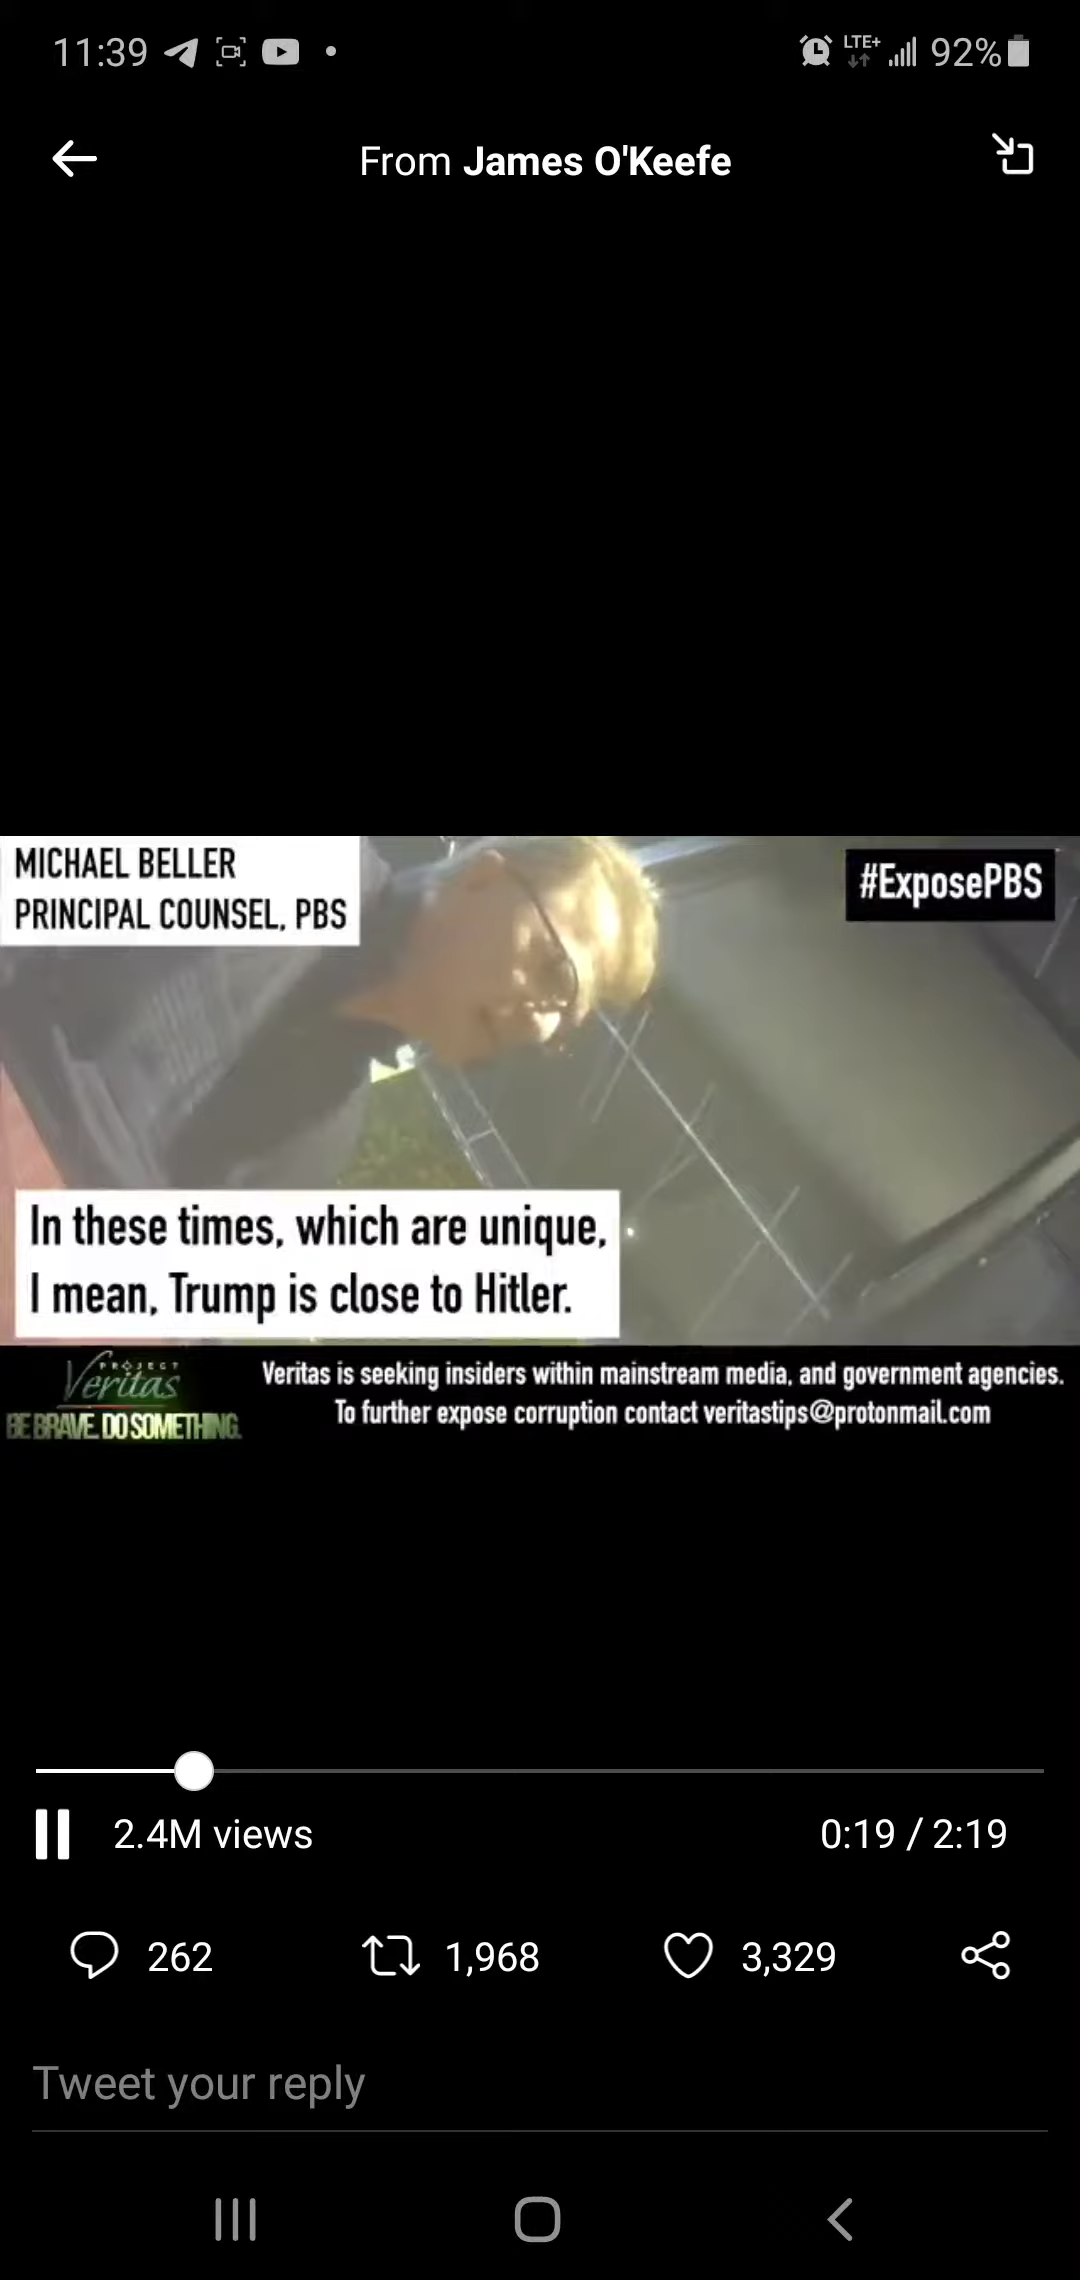 11:39
LTE+
92%
From James O'Keefe
MICHAEL BELLER
PRINCIPAL COUNSEL, PBS
#ExposePBS
In these times, which are unique,
I mean, Trump is close to Hitler.
PROJECT
Veritas
BE BRAVE. DO SOMETHING.
Veritas is seeking insiders within mainstream media, and government agencies.
To further expose corruption contact veritastips@protonmail.com
2.4M views
0:19 / 2:19
262
1,968
3,329
Tweet your reply